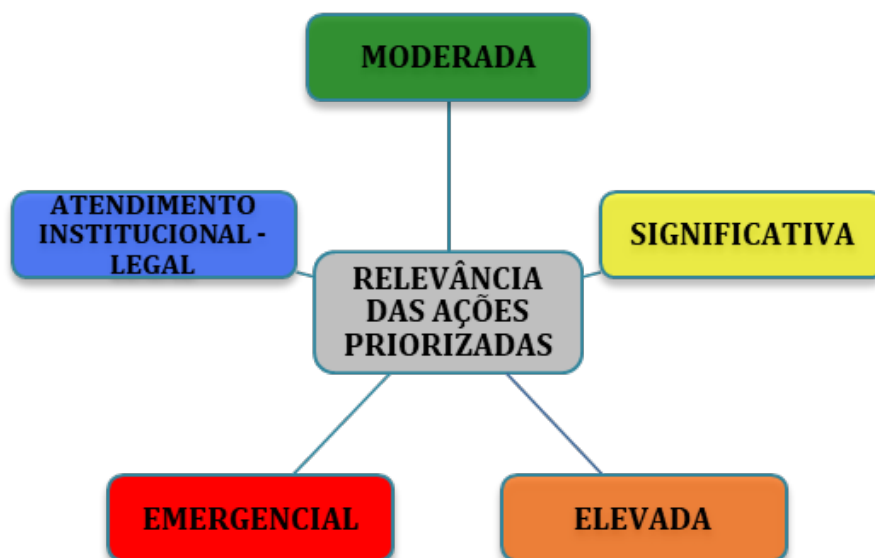 MODERADA
ATENDIMENTO
INSTITUCIONAL -
LEGAL
SIGNIFICATIVA
RELEVÂNCIA
DAS AÇÕES
PRIORIZADAS
EMERGENCIAL
ELEVADA